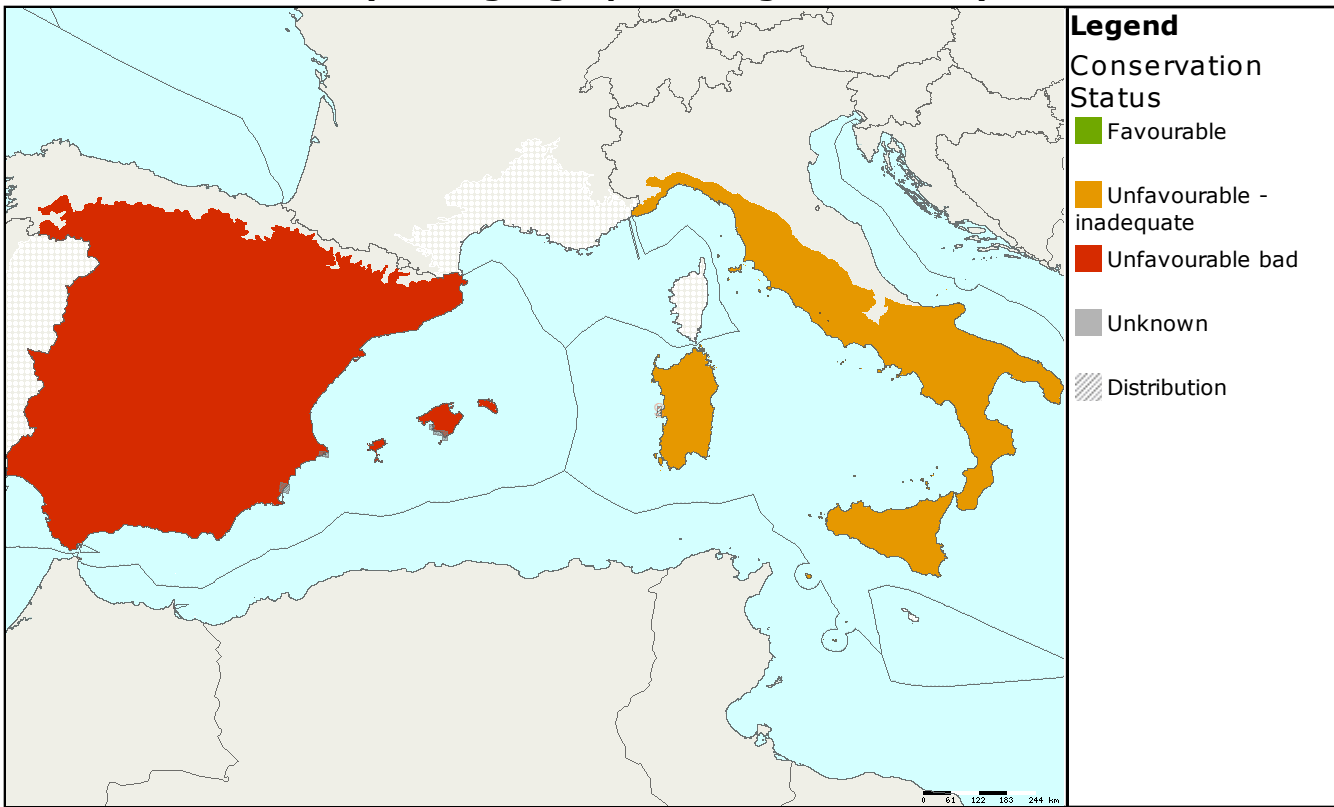 Legend
Conservation
Status
Favourable
Unfavourable -
inadequate
Unfavourable bad
Unknown
Distribution
0 61 122 183 244 km